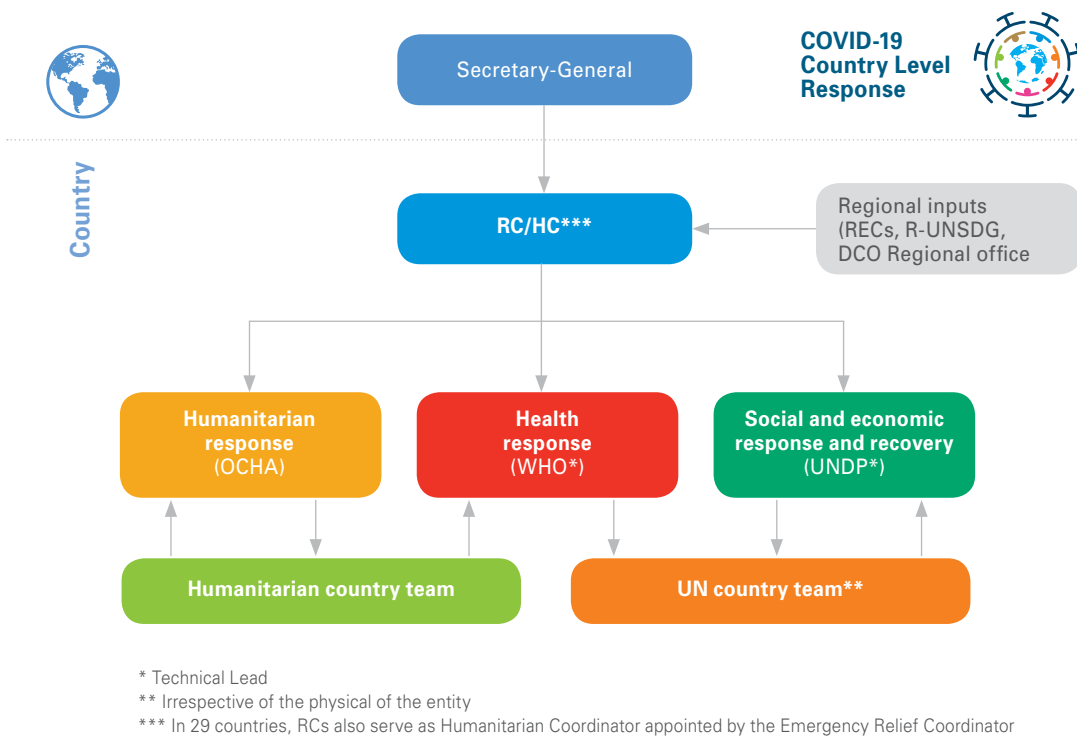 Secretary-General
COVID-19
Country Level
Response
Country
RC/HC***
Regional inputs
(RECs, R-UNSDG,
DCO Regional office
Humanitarian
response
(OCHA)
Health
response
(WHO*)
Social and economic
response and recovery
(UNDP*)
Humanitarian country team
UN country team**
* Technical Lead
** Irrespective of the physical of the entity
*** In 29 countries, RCs also serve as Humanitarian Coordinator appointed by the Emergency Relief Coordinator